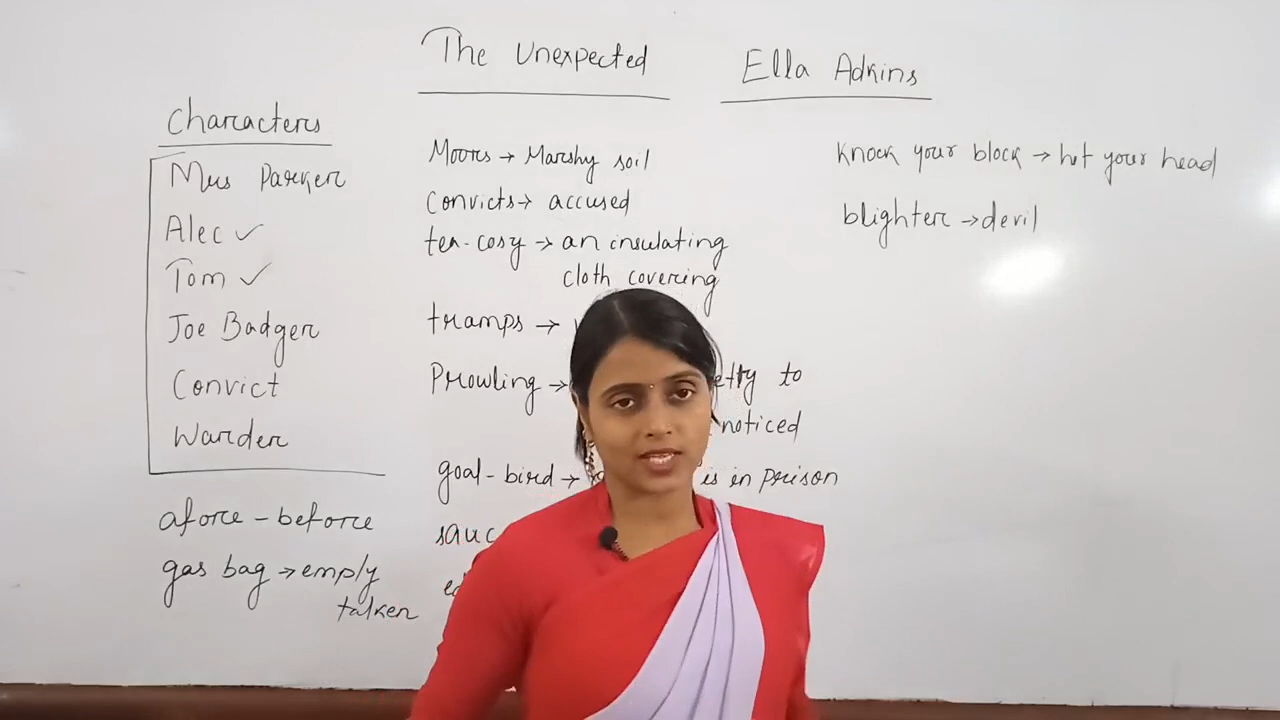 The Unexpected
Ella Adkins
Characters
Mrs Parker
Alec ✓
Tom ✓
Joe Badger
Convict
Warder
afore - before
gas bag → empty
talker
Moors → Marshy soil
Convicts → accused
tea-cosy → an insulating
cloth covering
tramps →
Prowling → to
noticed
goal-bird → is in prison
Knock your block → hit your head
blighter → devil